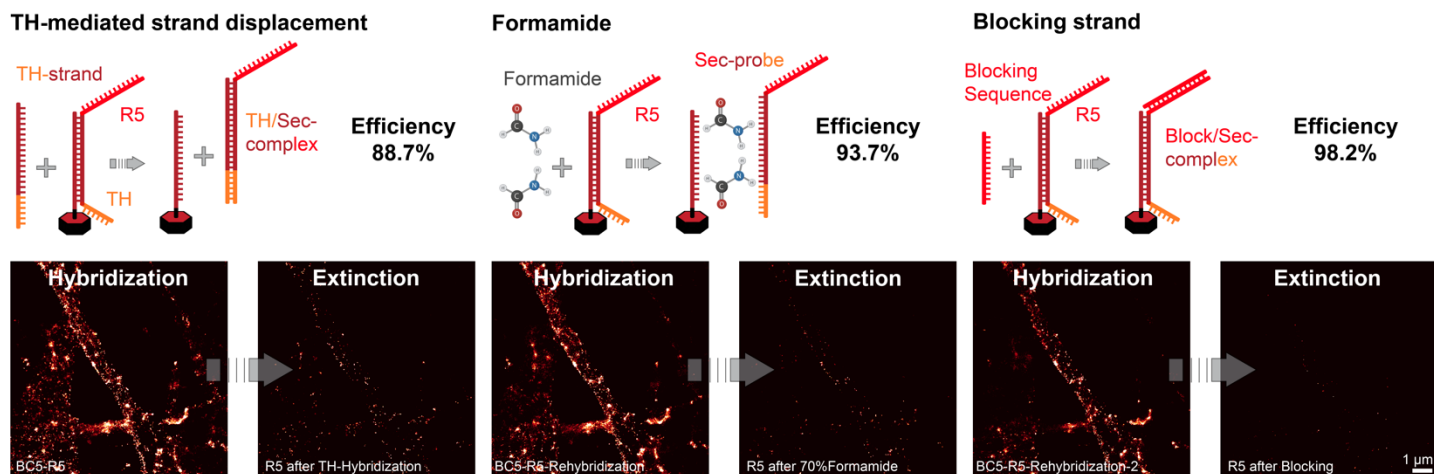 TH-mediated strand displacement
TH-strand
R5
TH
TH/Sec-
complex
Efficiency
88.7%
Hybridization
BC5-R5
Extinction
R5 after TH-Hybridization
Formamide
Formamide
O
C
N
H
H
H
H
H
H
N
C
O
R5
Sec-probe
O
C
N
H
H
H
H
H
H
N
C
O
Efficiency
93.7%
Hybridization
BC5-R5-Rehybridization
Extinction
R5 after 70%Formamide
Blocking strand
Blocking
Sequence
R5
Block/Sec-
complex
Efficiency
98.2%
Hybridization
BC5-R5-Rehybridization-2
Extinction
R5 after Blocking
1 µm